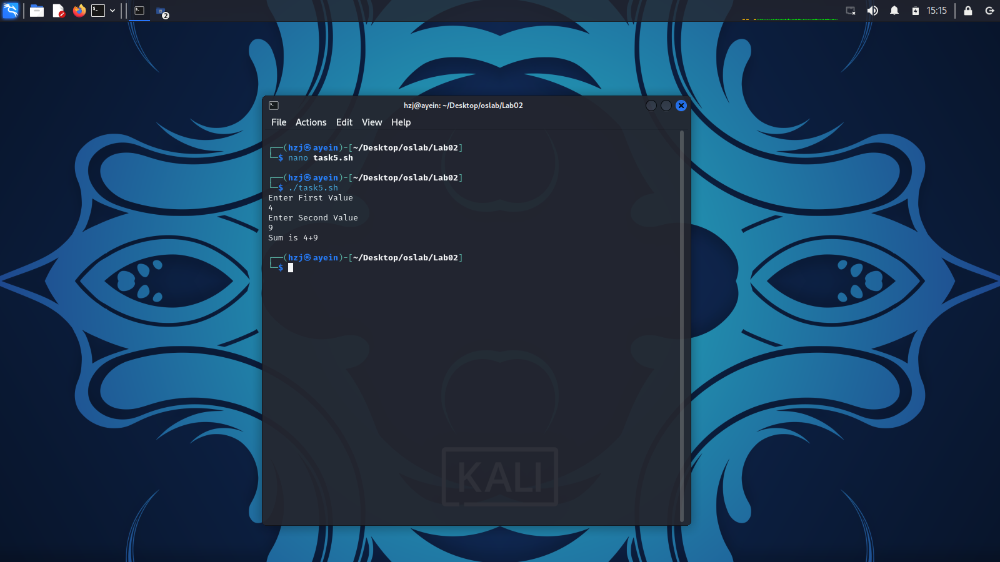 2
15:15
hzj@ayein: ~/Desktop/oslab/Lab02
File Actions Edit View Help
┌──(hzj㉿ayein)-[~/Desktop/oslab/Lab02]
└─$ nano task5.sh
┌──(hzj㉿ayein)-[~/Desktop/oslab/Lab02]
└─$ ./task5.sh
Enter First Value
4
Enter Second Value
9
Sum is 4+9
┌──(hzj㉿ayein)-[~/Desktop/oslab/Lab02]
└─$
KALI